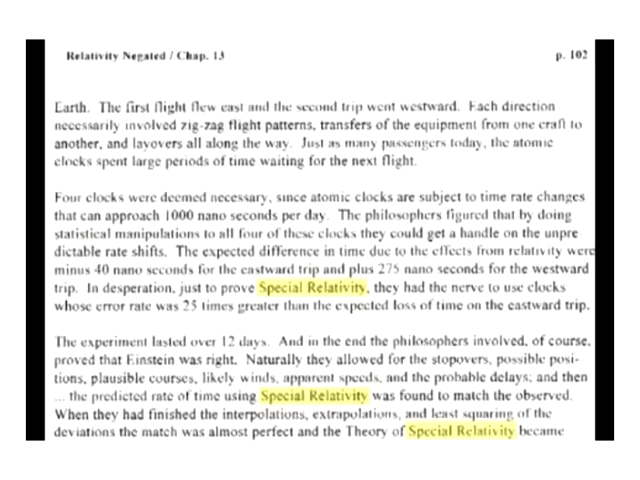 Relativity Negated / Chap. 13 p. 102
Earth. The first flight flew east and the second trip went westward. Each direction
necessarily involved zig-zag flight patterns, transfers of the equipment from one craft to
another, and layovers all along the way. Just as many passengers today, the atomic
clocks spent large periods of time waiting for the next flight.
Four clocks were deemed necessary, since atomic clocks are subject to time rate changes
that can approach 1000 nano seconds per day. The philosophers figured that by doing
statistical manipulations to all four of these clocks they could get a handle on the unpre
dictable rate shifts. The expected difference in time due to the effects from relativity were
minus 40 nano seconds for the eastward trip and plus 275 nano seconds for the westward
trip. In desperation, just to prove Special Relativity, they had the nerve to use clocks
whose error rate was 25 times greater than the expected loss of time on the eastward trip.
The experiment lasted over 12 days. And in the end the philosophers involved, of course,
proved that Einstein was right. Naturally they allowed for the stopovers, possible posi-
tions, plausible courses, likely winds, apparent speeds, and the probable delays; and then
... the predicted rate of time using Special Relativity was found to match the observed.
When they had finished the interpolations, extrapolations, and least squaring of the
deviations the match was almost perfect and the Theory of Special Relativity became